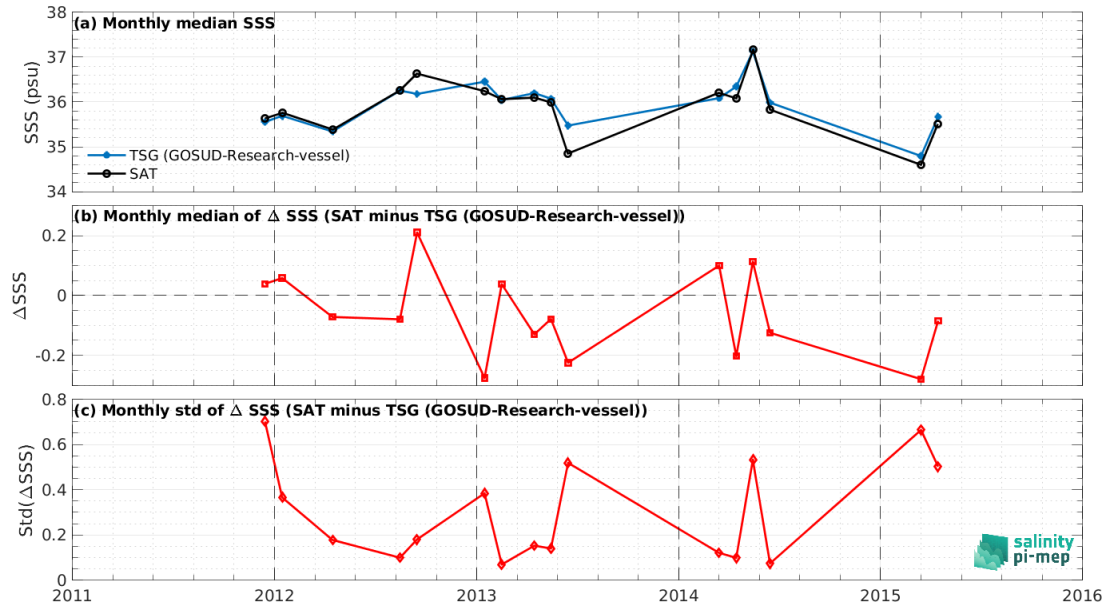 (a) Monthly median SSS
38
37
36
35
34
SSS (psu)
TSG (GOSUD-Research-vessel)
SAT
(b) Monthly median of Δ SSS (SAT minus TSG (GOSUD-Research-vessel))
0.2
0
-0.2
ΔSSS
(c) Monthly std of Δ SSS (SAT minus TSG (GOSUD-Research-vessel))
0.8
0.6
0.4
0.2
0
Std(ΔSSS)
salinity
pi-mep
2011 2012 2013 2014 2015 2016